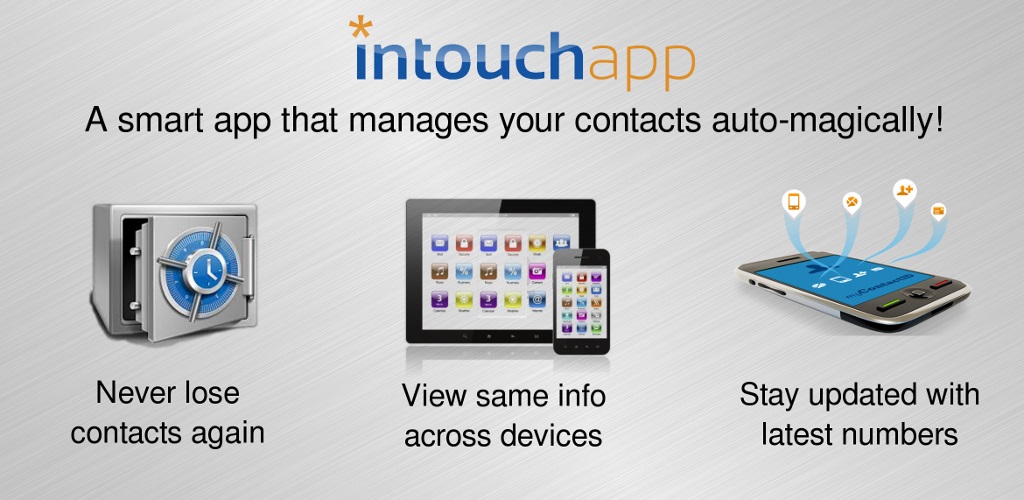 *intouchapp
A smart app that manages your contacts auto-magically!
myContactID
Never lose
contacts again
View same info
across devices
Stay updated with
latest numbers